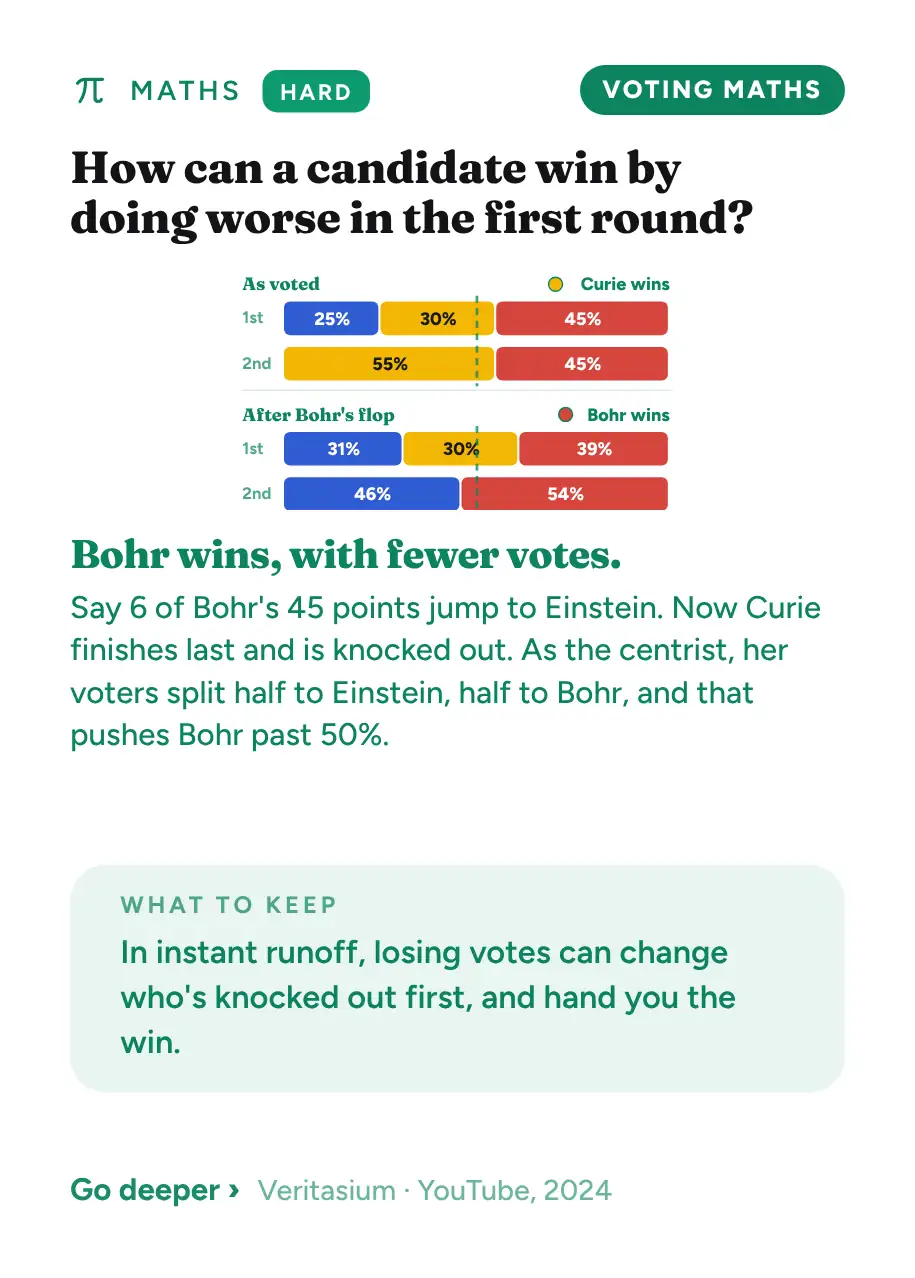 π MATHS HARD VOTING MATHS
How can a candidate win by
doing worse in the first round?
As voted Curie wins
1st 25% 30% 45%
2nd 55% 45%
After Bohr's flop Bohr wins
1st 31% 30% 39%
2nd 46% 54%
Bohr wins, with fewer votes.
Say 6 of Bohr's 45 points jump to Einstein. Now Curie
finishes last and is knocked out. As the centrist, her
voters split half to Einstein, half to Bohr, and that
pushes Bohr past 50%.
WHAT TO KEEP
In instant runoff, losing votes can change
who's knocked out first, and hand you the
win.
Go deeper › Veritasium · YouTube, 2024